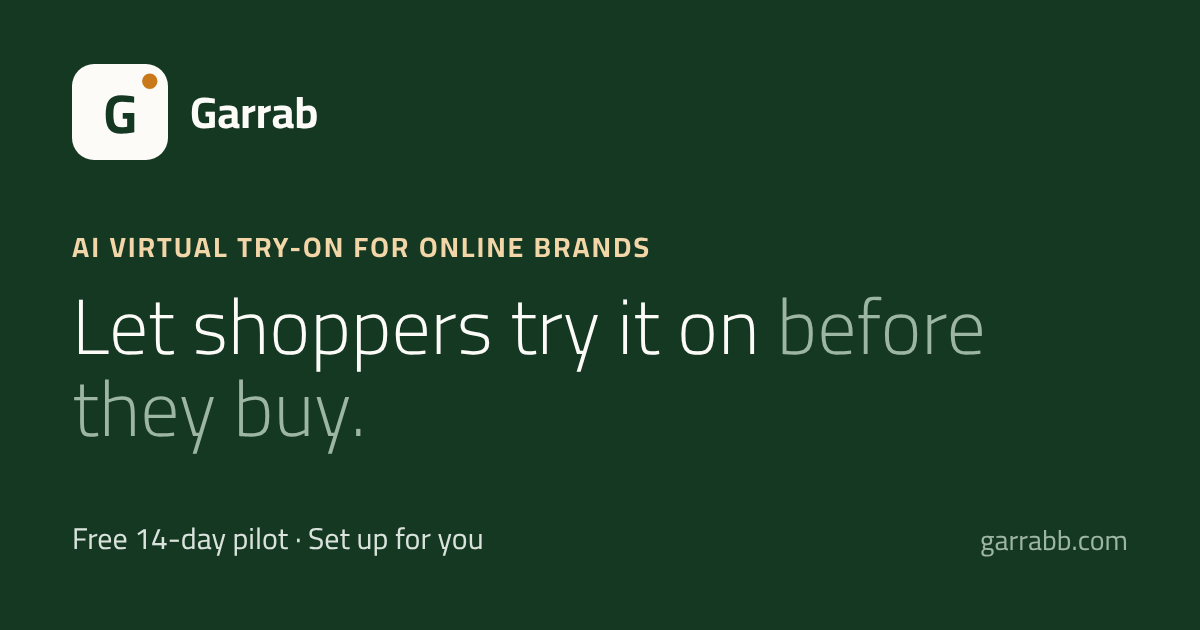 G
Garrab
AI VIRTUAL TRY-ON FOR ONLINE BRANDS
Let shoppers try it on before
they buy.
Free 14-day pilot · Set up for you
garrabb.com